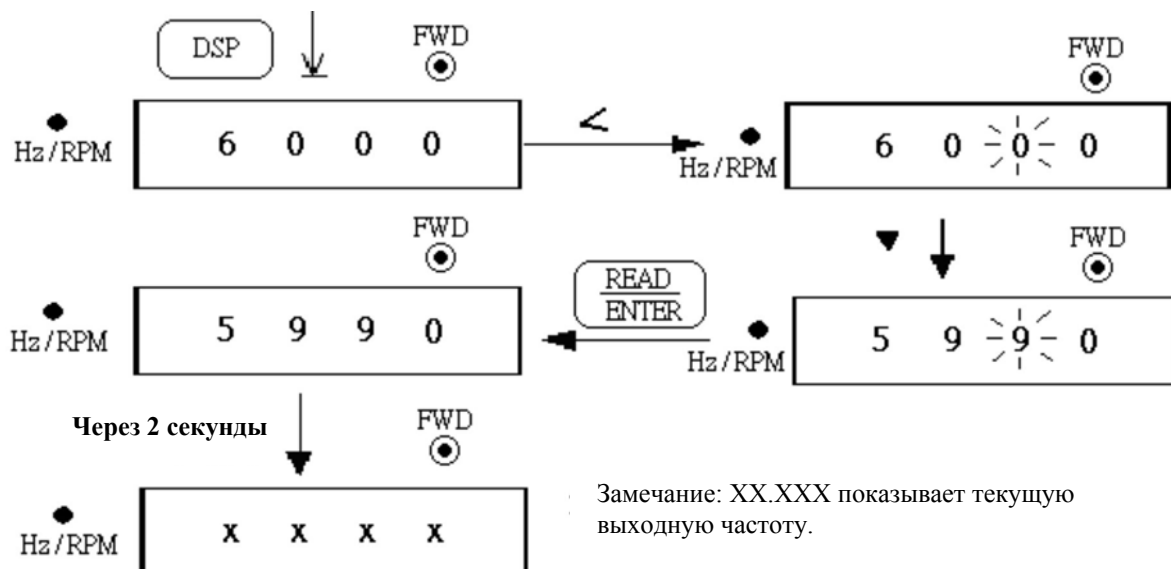 DSP
FWD
Hz/RPM
6 0 0 0
<
FWD
Hz/RPM
6 0 0 0
FWD
Hz/RPM
5 9 9 0
READ
ENTER
FWD
Hz/RPM
5 9 9 0
Через 2 секунды
FWD
Hz/RPM
x x x x
Замечание: XX.XXX показывает текущую
выходную частоту.